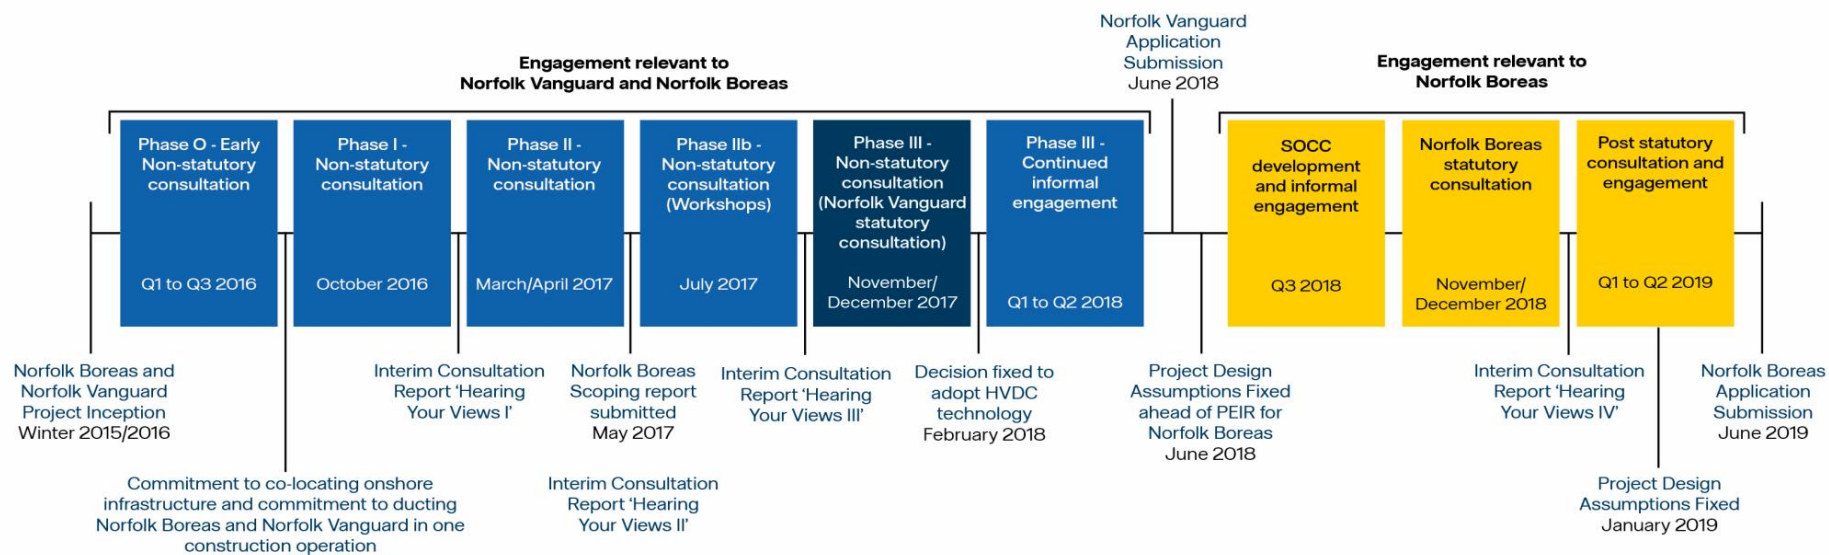 Engagement relevant to
Norfolk Vanguard and Norfolk Boreas
Norfolk Vanguard
Application
Submission
June 2018
Engagement relevant to
Norfolk Boreas
Phase O - Early
Non-statutory
consultation
Q1 to Q3 2016
Phase I -
Non-statutory
consultation
October 2016
Phase II -
Non-statutory
consultation
March/April 2017
Phase IIb -
Non-statutory
consultation
(Workshops)
July 2017
Phase III -
Non-statutory
consultation
(Norfolk Vanguard
statutory
consultation)
November/
December 2017
Phase III -
Continued
informal
engagement
Q1 to Q2 2018
SOCC
development
and informal
engagement
Q3 2018
Norfolk Boreas
statutory
consultation
November/
December 2018
Post statutory
consultation and
engagement
Q1 to Q2 2019
Norfolk Boreas and
Norfolk Vanguard
Project Inception
Winter 2015/2016
Commitment to co-locating onshore
infrastructure and commitment to ducting
Norfolk Boreas and Norfolk Vanguard in one
construction operation
Interim Consultation
Report ‘Hearing
Your Views I’
Norfolk Boreas
Scoping report
submitted
May 2017
Interim Consultation
Report ‘Hearing
Your Views II’
Interim Consultation
Report ‘Hearing
Your Views III’
Decision fixed to
adopt HVDC
technology
February 2018
Project Design
Assumptions Fixed
ahead of PEIR for
Norfolk Boreas
June 2018
Interim Consultation
Report ‘Hearing
Your Views IV’
Project Design
Assumptions Fixed
January 2019
Norfolk Boreas
Application
Submission
June 2019